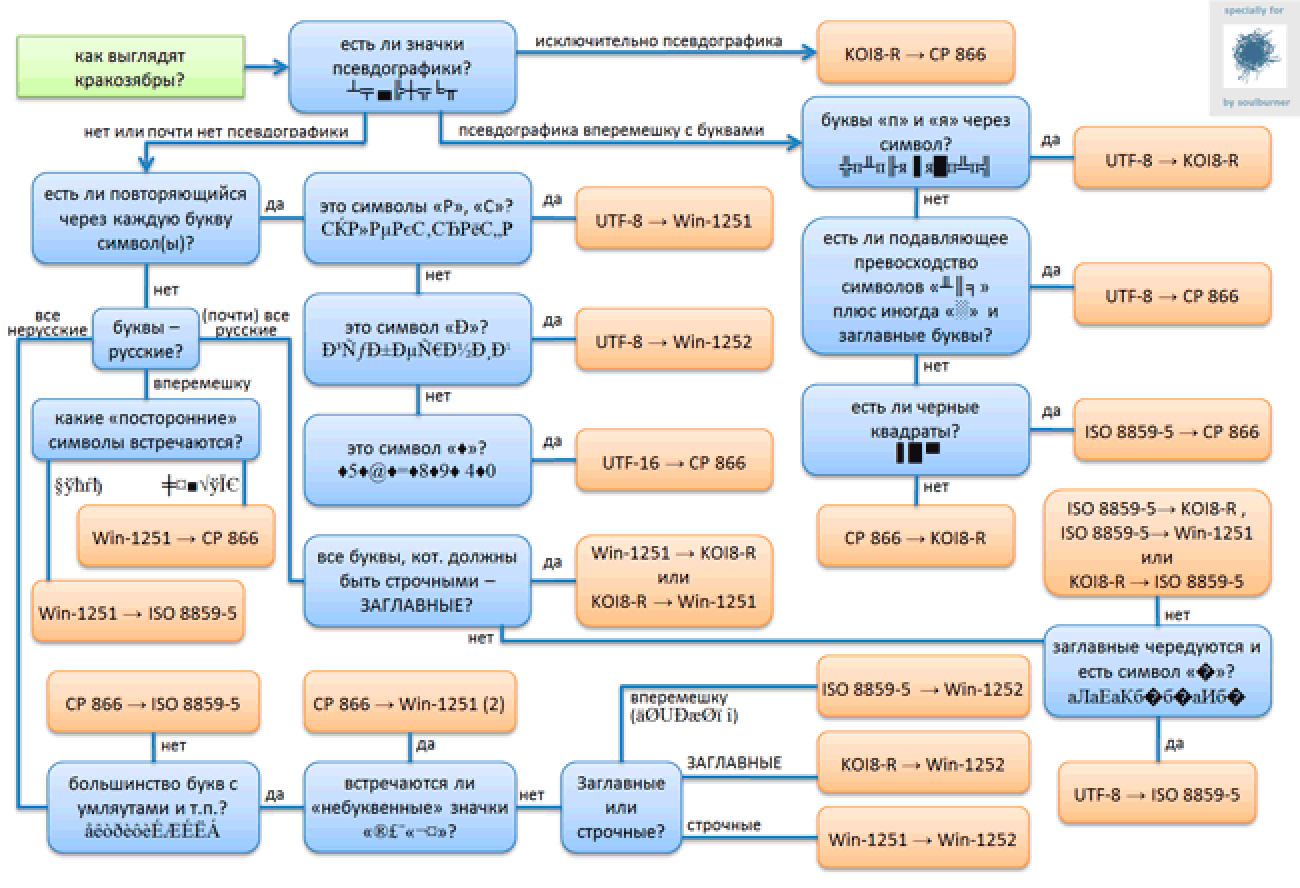 specially for
by soulburner
как выглядят
кракозябры?
есть ли значки
псевдографики?
┴╤▄╠┼╦╘╥
исключительно псевдографика
KOI8-R → CP 866
нет или почти нет псевдографики
псевдографика вперемешку с буквами
буквы «п» и «я» через
символ?
╬п╨п╟я▐я█п╩п╣
да
UTF-8 → KOI8-R
нет
есть ли повторяющийся
через каждую букву
символ(ы)?
да
это символы «Р», «С»?
СЌР»РµРєС‚СЂРёС„Р
да
UTF-8 → Win-1251
нет
есть ли подавляющее
превосходство
символов «╨║╕»
плюс иногда «░» и
заглавные буквы?
да
UTF-8 → CP 866
нет
нет
все
нерусские
буквы –
русские?
(почти) все
русские
вперемешку
это символ «Ð»?
Ð³ÑƒÐ±ÐµÑ€Ð½Ð¸Ð¹
да
UTF-8 → Win-1252
нет
какие «посторонние»
символы встречаются?
§ÿћѓђ
╪¤■√ÿЇЄ
Win-1251 → CP 866
Win-1251 → ISO 8859-5
это символ «♦»?
♦5♦@♦=♦8♦9♦ 4♦0
да
UTF-16 → CP 866
есть ли черные
квадраты?
▌█▀
да
ISO 8859-5 → CP 866
нет
CP 866 → KOI8-R
все буквы, кот. должны
быть строчными –
ЗАГЛАВНЫЕ?
да
Win-1251 → KOI8-R
или
KOI8-R → Win-1251
нет
ISO 8859-5→ KOI8-R ,
ISO 8859-5→ Win-1251
или
KOI8-R → ISO 8859-5
нет
заглавные чередуются и
есть символ «�»?
аЛаЕаКб�б�аИб�
да
UTF-8 → ISO 8859-5
CP 866 → ISO 8859-5
нет
большинство букв с
умляутами и т.п.?
да
CP 866 → Win-1251 (2)
да
встречаются ли
«небуквенные» значки
«®£¨«¬¤»?
нет
Заглавные
или
строчные?
вперемешку
(äØUÐæØï î)
ISO 8859-5 → Win-1252
ЗАГЛАВНЫЕ
KOI8-R → Win-1252
строчные
Win-1251 → Win-1252